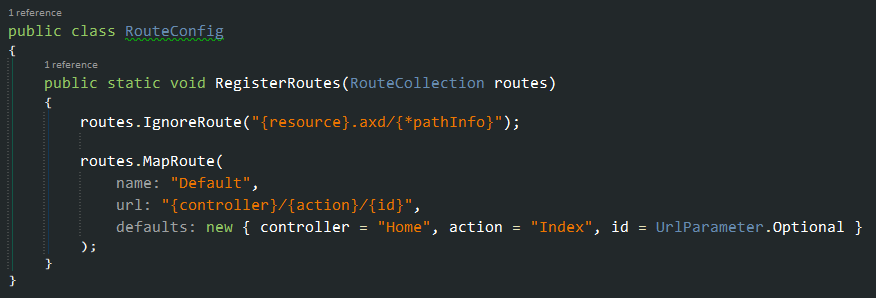 1 reference
public class RouteConfig
{
1 reference
public static void RegisterRoutes(RouteCollection routes)
{
routes.IgnoreRoute("{resource}.axd/{*pathInfo}");
routes.MapRoute(
name: "Default",
url: "{controller}/{action}/{id}",
defaults: new { controller = "Home", action = "Index", id = UrlParameter.Optional }
);
}
}